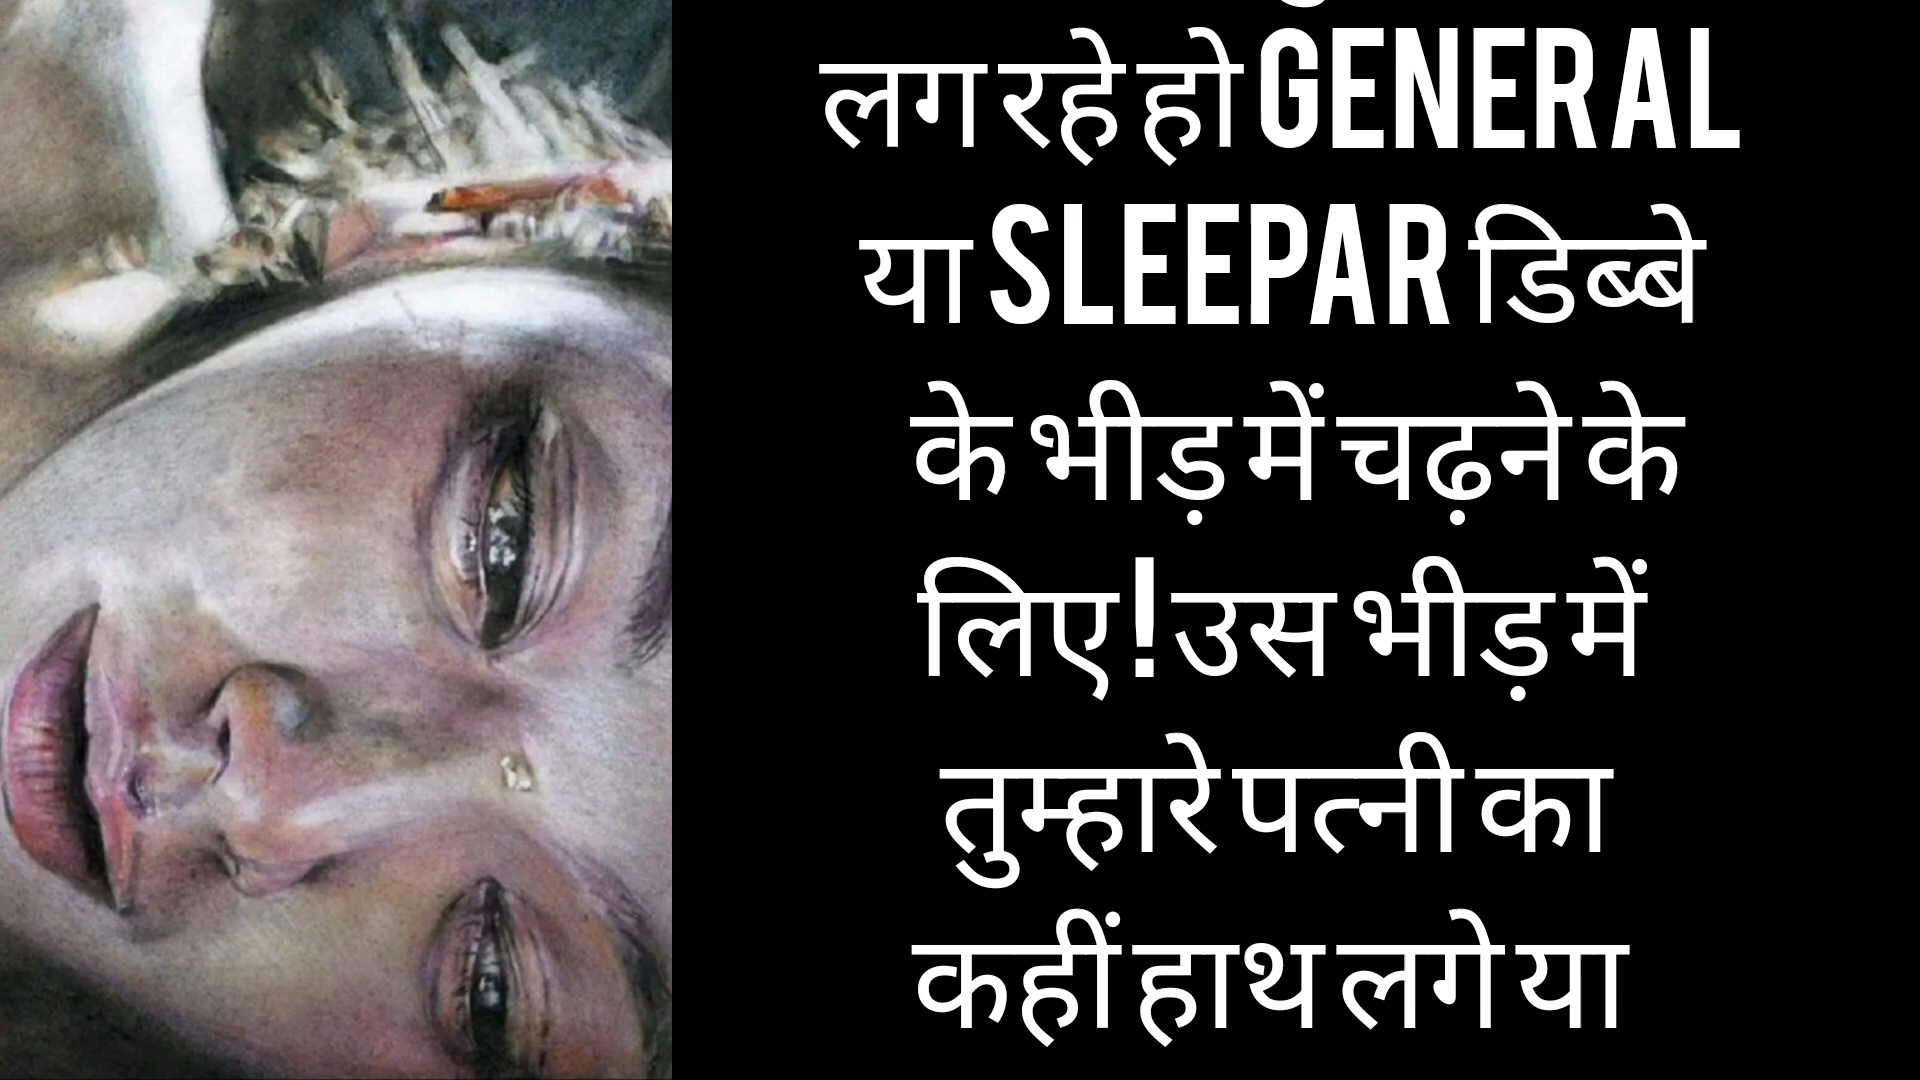 लग रहे हो GENERAL
या SLEEPAR डिब्बे
के भीड़ में चढ़ने के
लिए! उस भीड़ में
तुम्हारे पत्नी का
कहीं हाथ लगे या